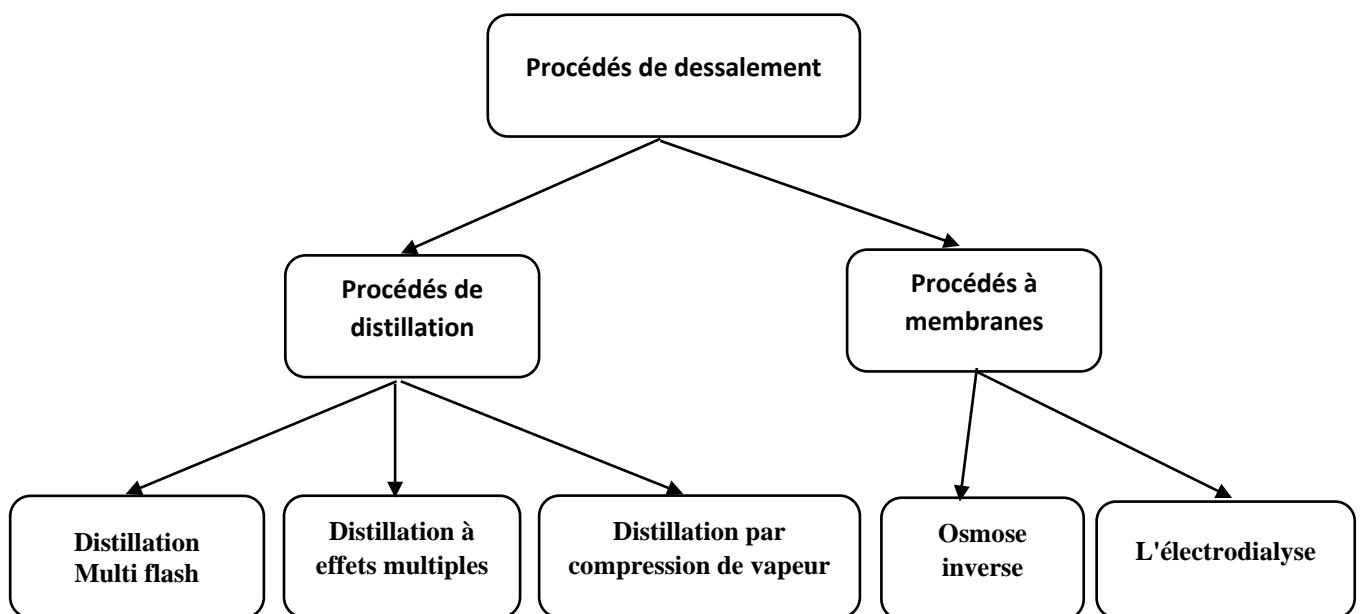 Procédés de dessalement
Procédés de
distillation
Procédés à
membranes
Distillation
Multi flash
Distillation à
effets multiples
Distillation par
compression de vapeur
Osmose
inverse
L'électrodialyse